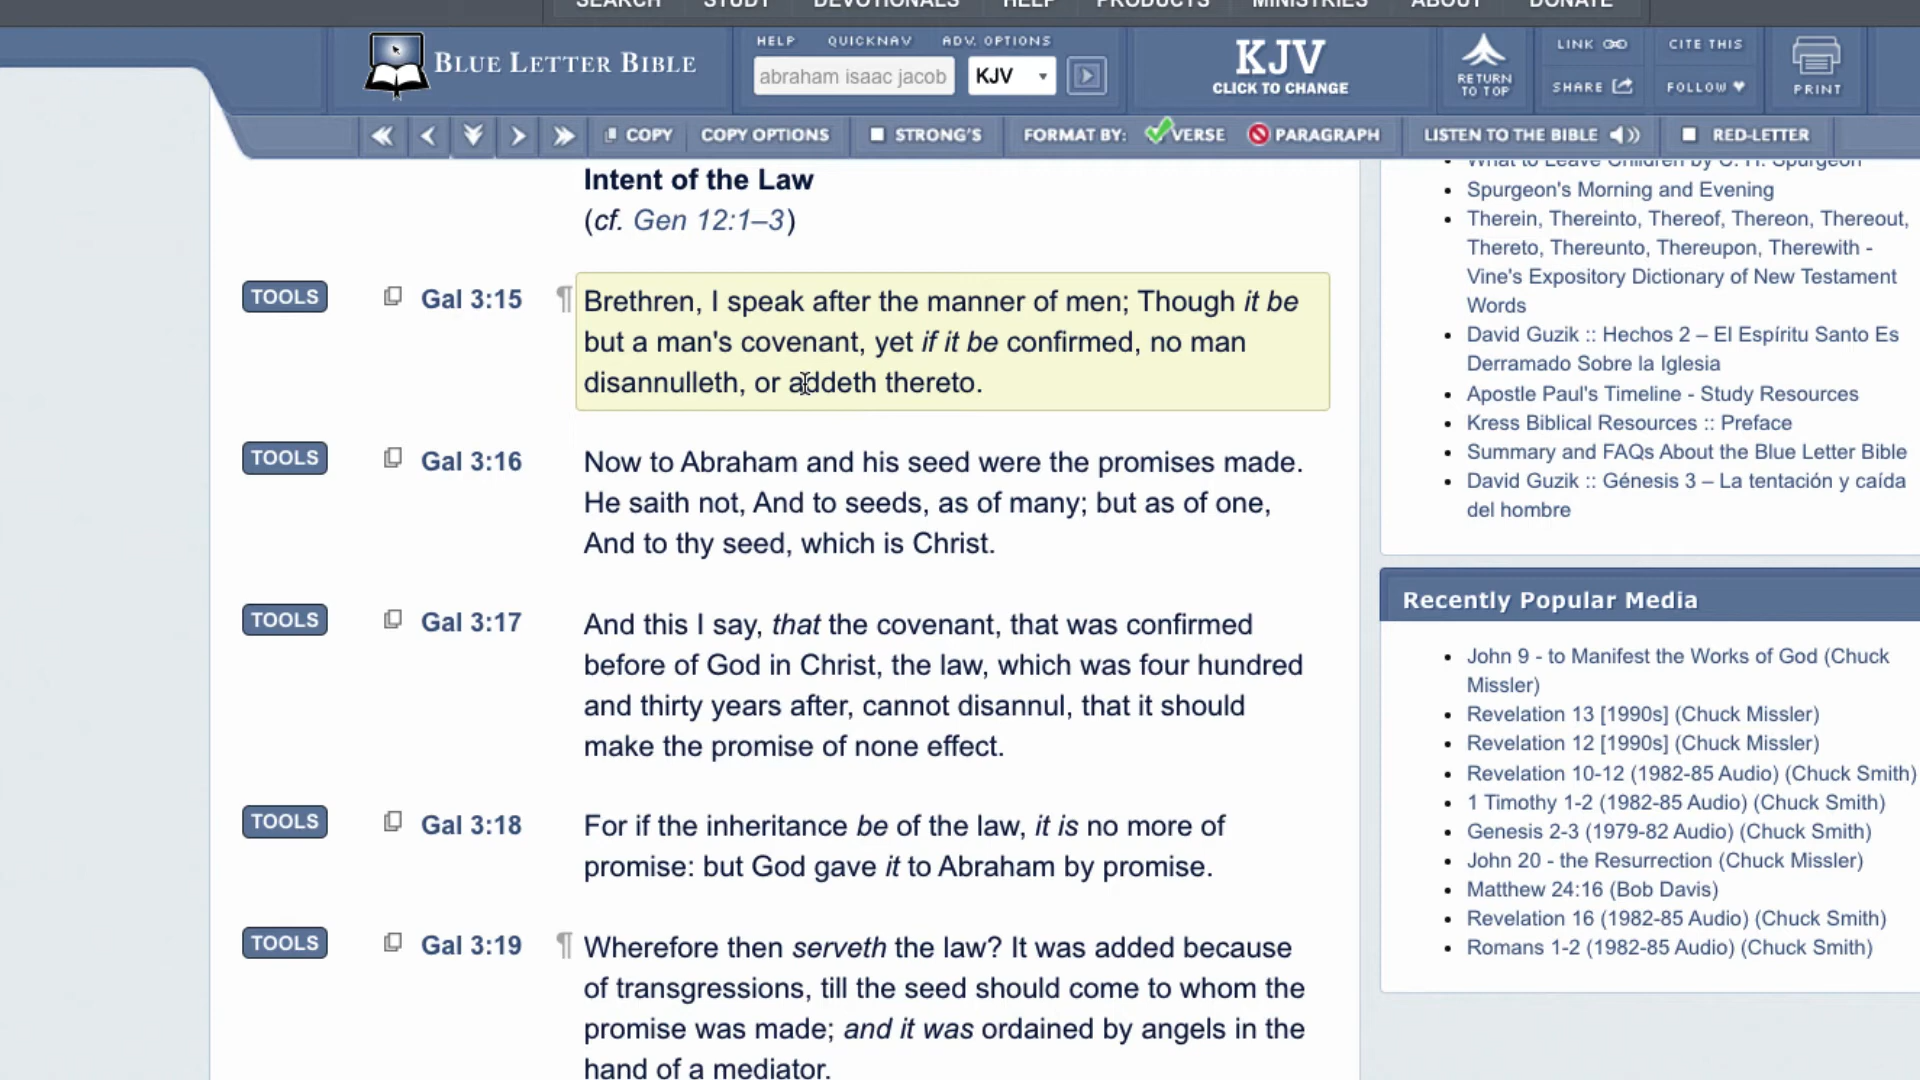 SEARCH STUDY DEVOTIONALS HELP PRODUCTS MINISTRIES ABOUT DONATE
BLUE LETTER BIBLE
HELP QUICKNAV ADV. OPTIONS
abraham isaac jacob KJV
KJV
CLICK TO CHANGE
RETURN
TO TOP
LINK
SHARE
CITE THIS
FOLLOW
PRINT
COPY COPY OPTIONS STRONG'S FORMAT BY: VERSE PARAGRAPH LISTEN TO THE BIBLE RED-LETTER
Intent of the Law
(cf. Gen 12:1–3)
TOOLS Gal 3:15 ¶ Brethren, I speak after the manner of men; Though it be
but a man's covenant, yet if it be confirmed, no man
disannulleth, or addeth thereto.
TOOLS Gal 3:16 Now to Abraham and his seed were the promises made.
He saith not, And to seeds, as of many; but as of one,
And to thy seed, which is Christ.
TOOLS Gal 3:17 And this I say, that the covenant, that was confirmed
before of God in Christ, the law, which was four hundred
and thirty years after, cannot disannul, that it should
make the promise of none effect.
TOOLS Gal 3:18 For if the inheritance be of the law, it is no more of
promise: but God gave it to Abraham by promise.
TOOLS Gal 3:19 ¶ Wherefore then serveth the law? It was added because
of transgressions, till the seed should come to whom the
promise was made; and it was ordained by angels in the
hand of a mediator.
What to Leave Children by C. H. Spurgeon
Spurgeon's Morning and Evening
Therein, Thereinto, Thereof, Thereon, Thereout,
Thereto, Thereunto, Thereupon, Therewith -
Vine's Expository Dictionary of New Testament
Words
David Guzik :: Hechos 2 – El Espíritu Santo Es
Derramado Sobre la Iglesia
Apostle Paul's Timeline - Study Resources
Kress Biblical Resources :: Preface
Summary and FAQs About the Blue Letter Bible
David Guzik :: Génesis 3 – La tentación y caída
del hombre
Recently Popular Media
John 9 - to Manifest the Works of God (Chuck
Missler)
Revelation 13 [1990s] (Chuck Missler)
Revelation 12 [1990s] (Chuck Missler)
Revelation 10-12 (1982-85 Audio) (Chuck Smith)
1 Timothy 1-2 (1982-85 Audio) (Chuck Smith)
Genesis 2-3 (1979-82 Audio) (Chuck Smith)
John 20 - the Resurrection (Chuck Missler)
Matthew 24:16 (Bob Davis)
Revelation 16 (1982-85 Audio) (Chuck Smith)
Romans 1-2 (1982-85 Audio) (Chuck Smith)